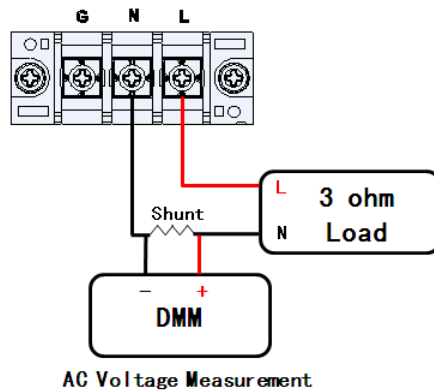 G N L
L 3 ohm
Shunt
N Load
− +
DMM
AC Voltage Measurement